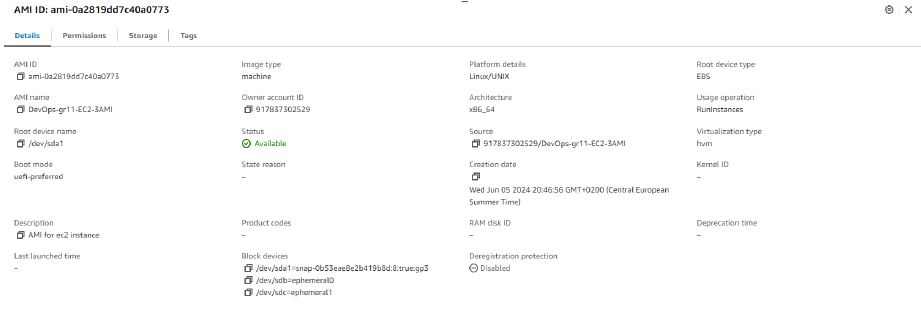 AMI ID: ami-0a2819dd7c40a0773
Details Permissions Storage Tags
AMI ID
ami-0a2819dd7c40a0773
Image type
machine
Platform details
Linux/UNIX
Root device type
EBS
AMI name
DevOps-gr11-EC2-3AMI
Owner account ID
917837302529
Architecture
x86_64
Usage operation
RunInstances
Root device name
/dev/sda1
Status
Available
Source
917837302529/DevOps-gr11-EC2-3AMI
Virtualization type
hvm
Boot mode
uefi-preferred
State reason
–
Creation date
Wed Jun 05 2024 20:46:56 GMT+0200 (Central European
Summer Time)
Kernel ID
–
Description
AMI for ec2 instance
Product codes
–
RAM disk ID
–
Deprecation time
–
Last launched time
–
Block devices
/dev/sda1=snap-0b53eae8e2b419b8d:8:true:gp3
/dev/sdb=ephemeral0
/dev/sdc=ephemeral1
Deregistration protection
Disabled